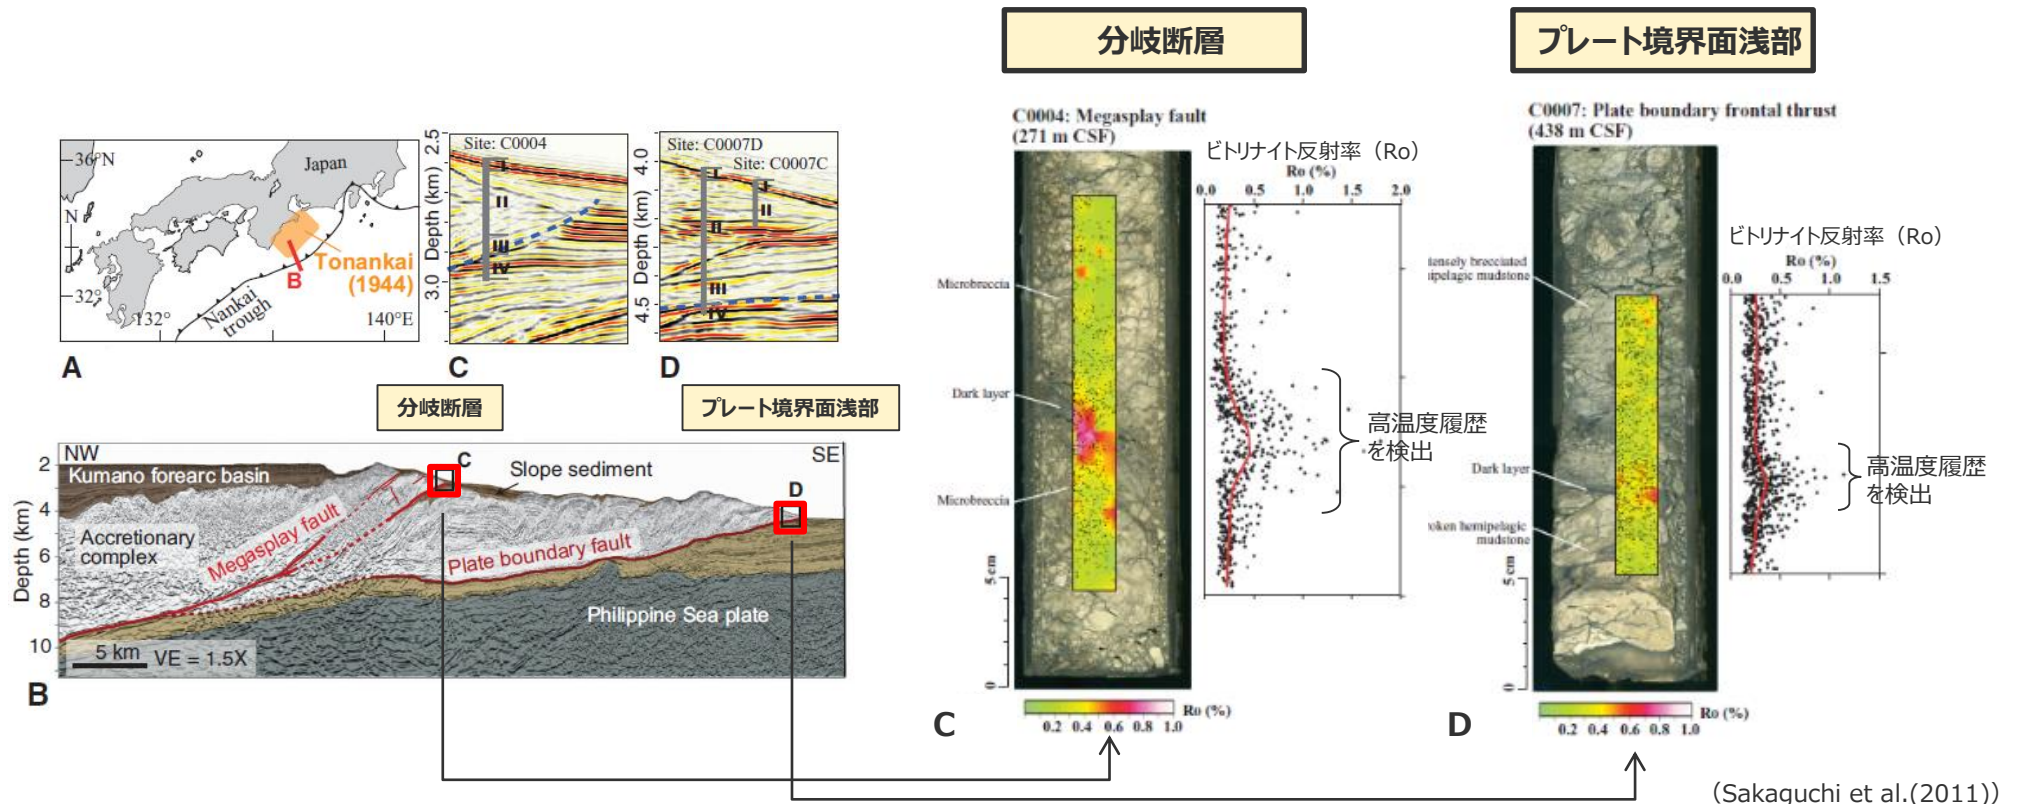 分岐断層
プレート境界面浅部
C0004: Megasplay fault
(271 m CSF)
C0007: Plate boundary frontal thrust
(438 m CSF)
36°N
Japan
N
32°
132°
140°E
Nankai
trough
Tonankai
(1944)
B
A
2.5
3.0
Depth (km)
Site: C0004
I
II
III
IV
C
4.0
4.5
Depth (km)
Site: C0007D
Site: C0007C
I
II
III
IV
I
II
D
分岐断層
プレート境界面浅部
NW
SE
Kumano forearc basin
C
Slope sediment
D
Accretionary
complex
Megasplay fault
Plate boundary fault
Philippine Sea plate
Depth (km)
2
4
6
8
10
5 km
VE = 1.5X
B
ビトリナイト反射率（Ro）
Ro (%)
0.0 0.5 1.0 1.5 2.0
Microbreccia
Dark layer
Microbreccia
5 cm
0
高温度履歴
を検出
Ro (%)
0.2 0.4 0.6 0.8 1.0
C
ビトリナイト反射率（Ro）
Ro (%)
0.0 0.5 1.0 1.5
tensely brecciated
ipelagic mudstone
Dark layer
oken hemipelagic
mudstone
5 cm
0
高温度履歴
を検出
Ro (%)
0.2 0.4 0.6 0.8 1.0
D
（Sakaguchi et al.(2011)）